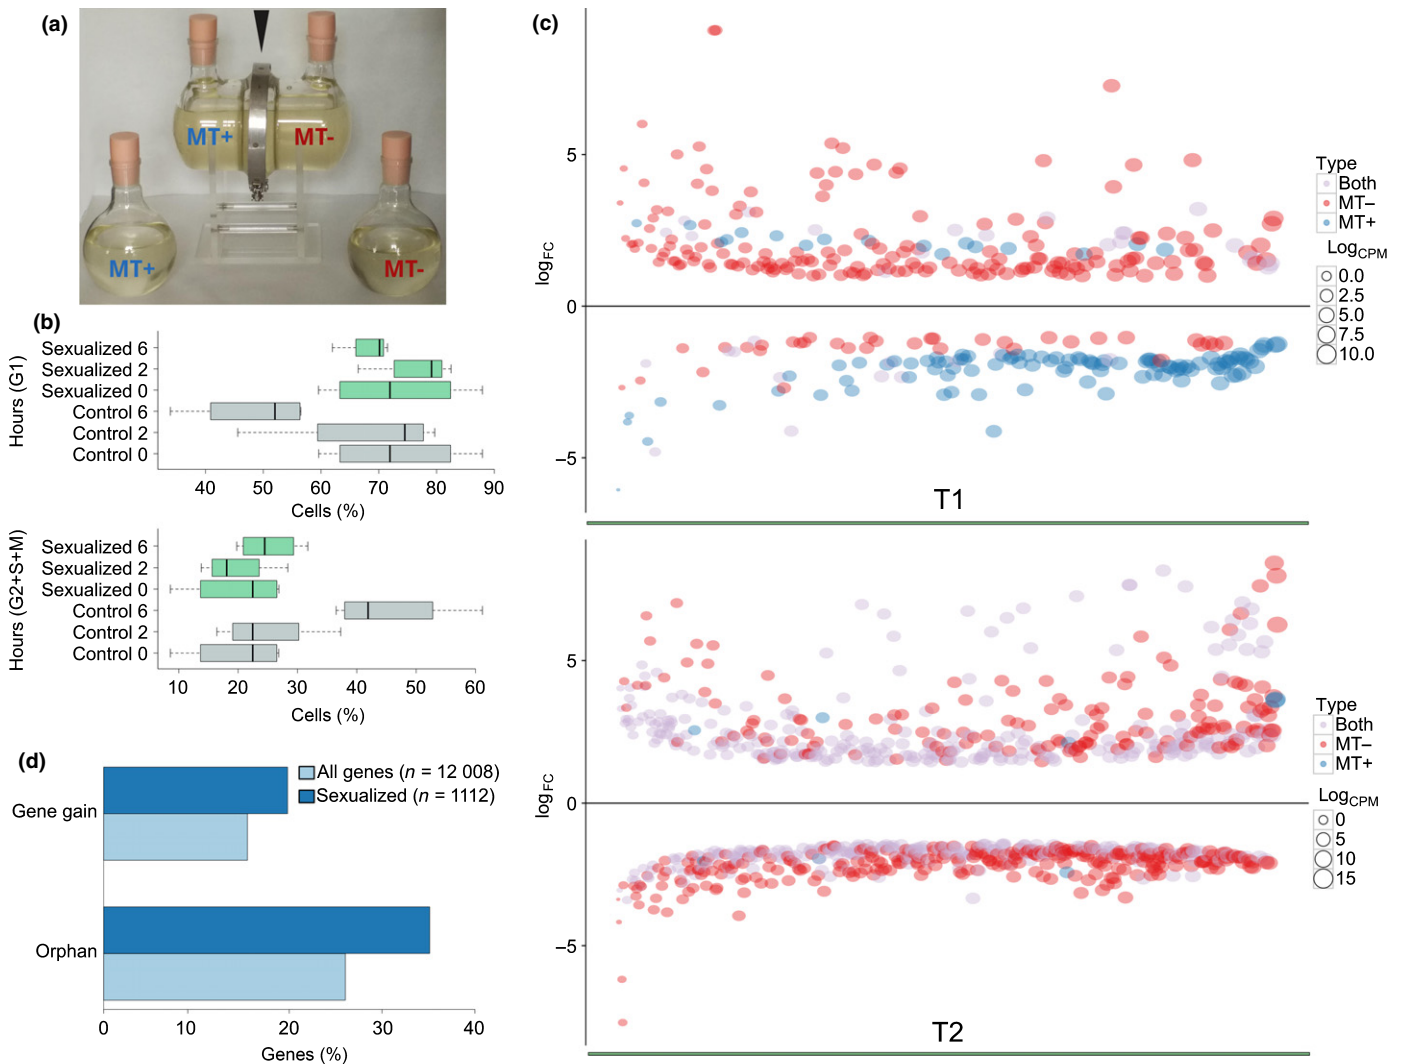 (a)
MT+
MT-
MT+
MT-
(b)
Hours (G1)
Sexualized 6
Sexualized 2
Sexualized 0
Control 6
Control 2
Control 0
40 50 60 70 80 90
Cells (%)
Hours (G2+S+M)
Sexualized 6
Sexualized 2
Sexualized 0
Control 6
Control 2
Control 0
10 20 30 40 50 60
Cells (%)
(c)
logFC
5
0
−5
T1
Type
Both
MT−
MT+
LogCPM
0.0
2.5
5.0
7.5
10.0
logFC
5
0
−5
T2
Type
Both
MT−
MT+
LogCPM
0
5
10
15
(d)
All genes (n = 12 008)
Sexualized (n = 1112)
Gene gain
Orphan
0 10 20 30 40
Genes (%)